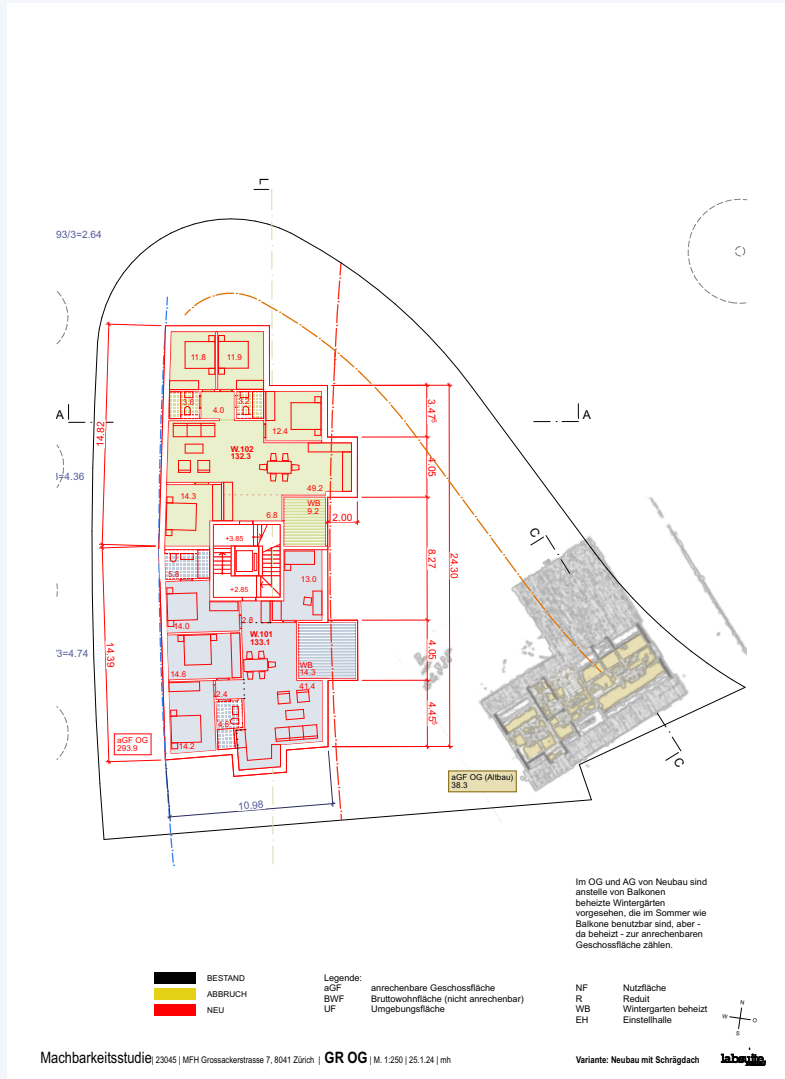 93/3=2.64
A
A
11.8
11.9
3.6
4.0
3.2
12.4
3.47⁵
14.82
W.102
132.3
4.05
49.2
=4.36
14.3
6.8
WB
9.2
2.00
C
+3.85
8.27
24.30
5.8
13.0
+2.85
14.0
2.8
W.101
133.1
/3=4.74
14.39
14.6
WB
14.3
4.05
2.4
41.4
4.6
4.45⁵
14.2
aGF OG
293.9
C
aGF OG (Altbau)
38.3
10.98
Im OG und AG von Neubau sind
anstelle von Balkonen
beheizte Wintergärten
vorgesehen, die im Sommer wie
Balkone benutzbar sind, aber -
da beheizt - zur anrechenbaren
Geschossfläche zählen.
BESTAND
ABBRUCH
NEU
Legende:
aGF anrechenbare Geschossfläche
BWF Bruttowohnfläche (nicht anrechenbar)
UF Umgebungsfläche
NF Nutzfläche
R Reduit
WB Wintergarten beheizt
EH Einstellhalle
N
W
O
S
Machbarkeitsstudie | 23045 | MFH Grossackerstrasse 7, 8041 Zürich | GR OG | M. 1:250 | 25.1.24 | mh
Variante: Neubau mit Schrägdach